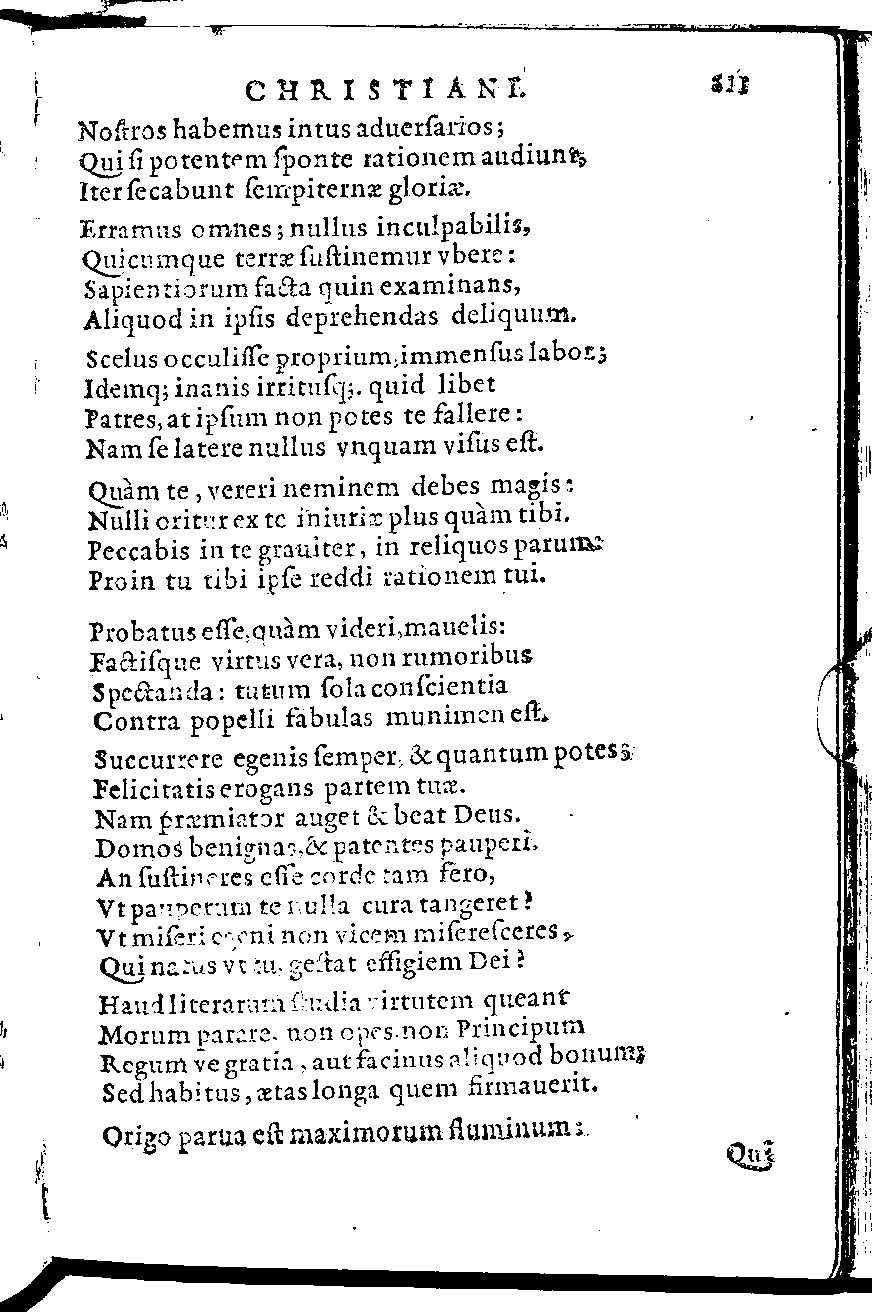 CHRISTIANI. 211
Noſtros habemus intus aduerſarios;
Qui ſi potentem ſponte rationem audiunt,
Iter ſecabunt ſempiternæ gloriæ.
Erramus omnes; nullus inculpabilis,
Quicumque terræ ſuſtinemur vbere:
Sapientiorum facta quin examinans,
Aliquod in ipſis deprehendas deliquum.
Scelus occuliſſe proprium, immenſus labor;
Idemq; inanis irrituſq;. quid libet
Patres, at ipſum non potes te fallere:
Nam ſe latere nullus vnquam viſus eſt.
Quàm te, vereri neminem debes magis:
Nulli oritur ex te iniuriæ plus quàm tibi.
Peccabis in te grauiter, in reliquos parum:
Proin tu tibi ipſe reddi rationem tui.
Probatus eſſe, quàm videri, mauelis:
Factiſque virtus vera, non rumoribus
Spectanda: tutum ſola conſcientia
Contra popelli fabulas munimen eſt.
Succurrere egenis ſemper, & quantum potes;
Felicitatis erogans partem tuæ.
Nam præmiator auget & beat Deus.
Domos benignas, & patentes pauperi.
An ſuſtineres eſſe corde tam fero,
Vt pauperum te nulla cura tangeret?
Vt miſeri egeni non vicem miſereſceres,
Qui natus vt tu, geſtat effigiem Dei?
Haud literarum ſtudia virtutem queant
Morum parare. non opes. non Principum
Regum ve gratia, aut facinus aliquod bonum;
Sed habitus, ætas longa quem firmauerit.
Origo parua eſt maximorum fluminum:
Qui